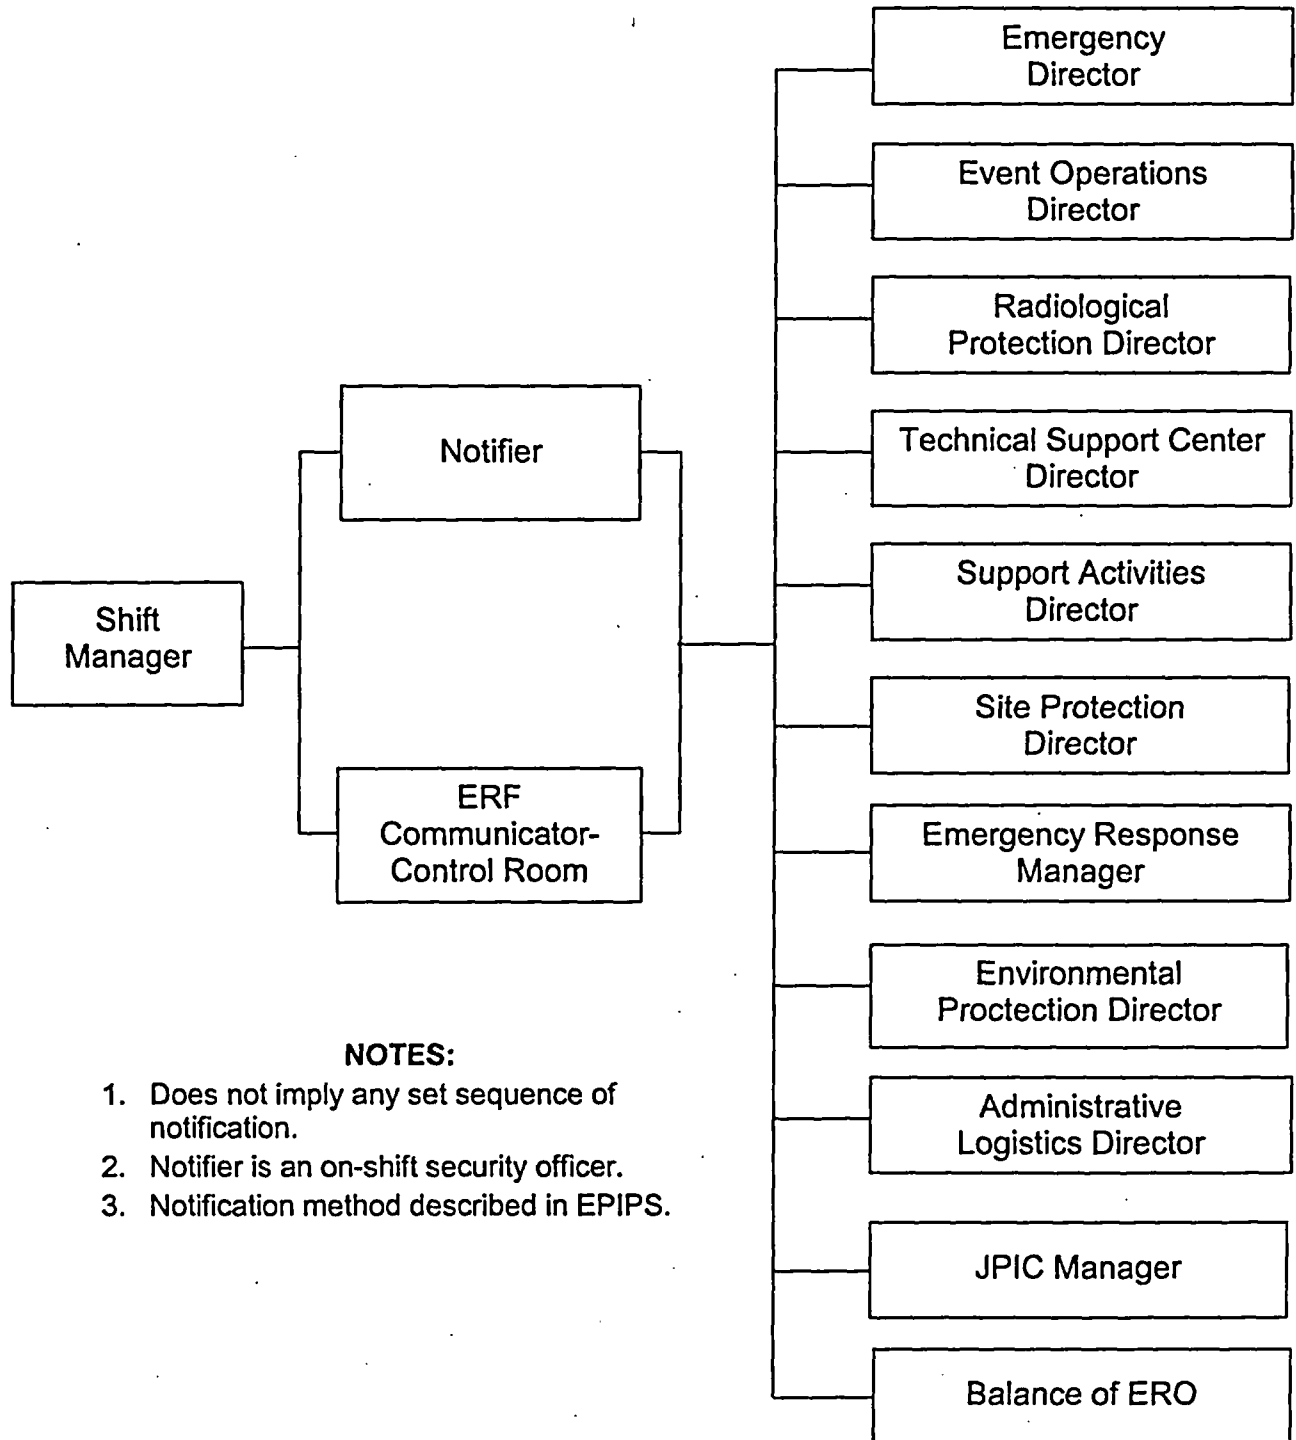 Shift
Manager
Notifier
ERF
Communicator-
Control Room
Emergency
Director
Event Operations
Director
Radiological
Protection Director
Technical Support Center
Director
Support Activities
Director
Site Protection
Director
Emergency Response
Manager
Environmental
Proctection Director
Administrative
Logistics Director
JPIC Manager
Balance of ERO
NOTES:
1. Does not imply any set sequence of
notification.
2. Notifier is an on-shift security officer.
3. Notification method described in EPIPS.